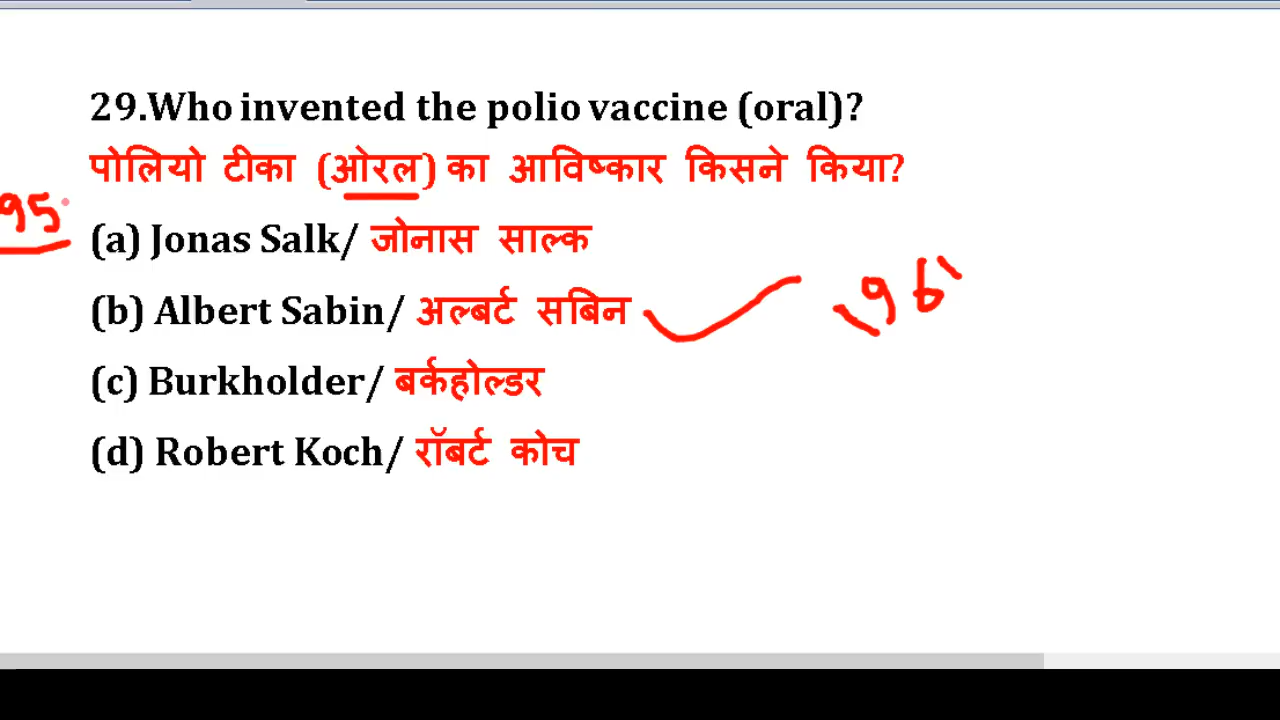 29.Who invented the polio vaccine (oral)?
पोलियो टीका (ओरल) का आविष्कार किसने किया?
95
(a) Jonas Salk/ जोनास साल्क
(b) Albert Sabin/ अल्बर्ट सबिन
(c) Burkholder/ बर्कहोल्डर
(d) Robert Koch/ रॉबर्ट कोच